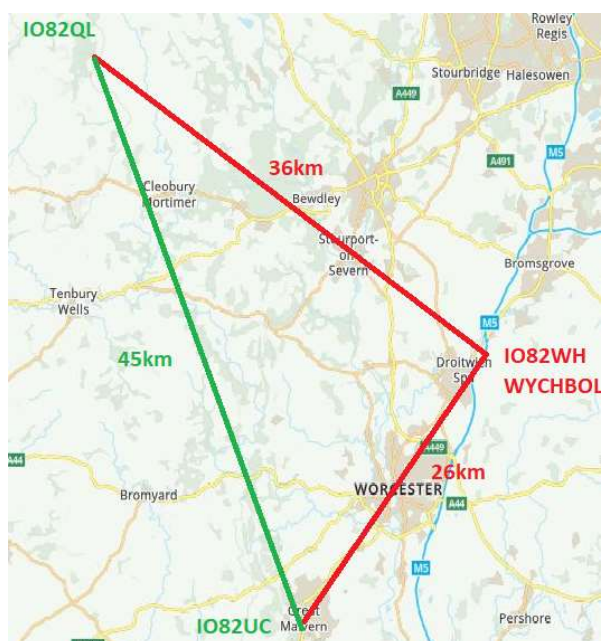 IO82QL
Rowley
Regis
Stourbridge
Halesowen
A449
A491
M5
36km
Cleobury
Mortimer
Bewdley
Stourport-
on-
Severn
Bromsgrove
Tenbury
Wells
M5
45km
Droitwich
Spa
IO82WH
WYCHBOL
A449
26km
A44
WORCESTER
A44
Bromyard
M5
IO82UC
Great
Malvern
Pershore